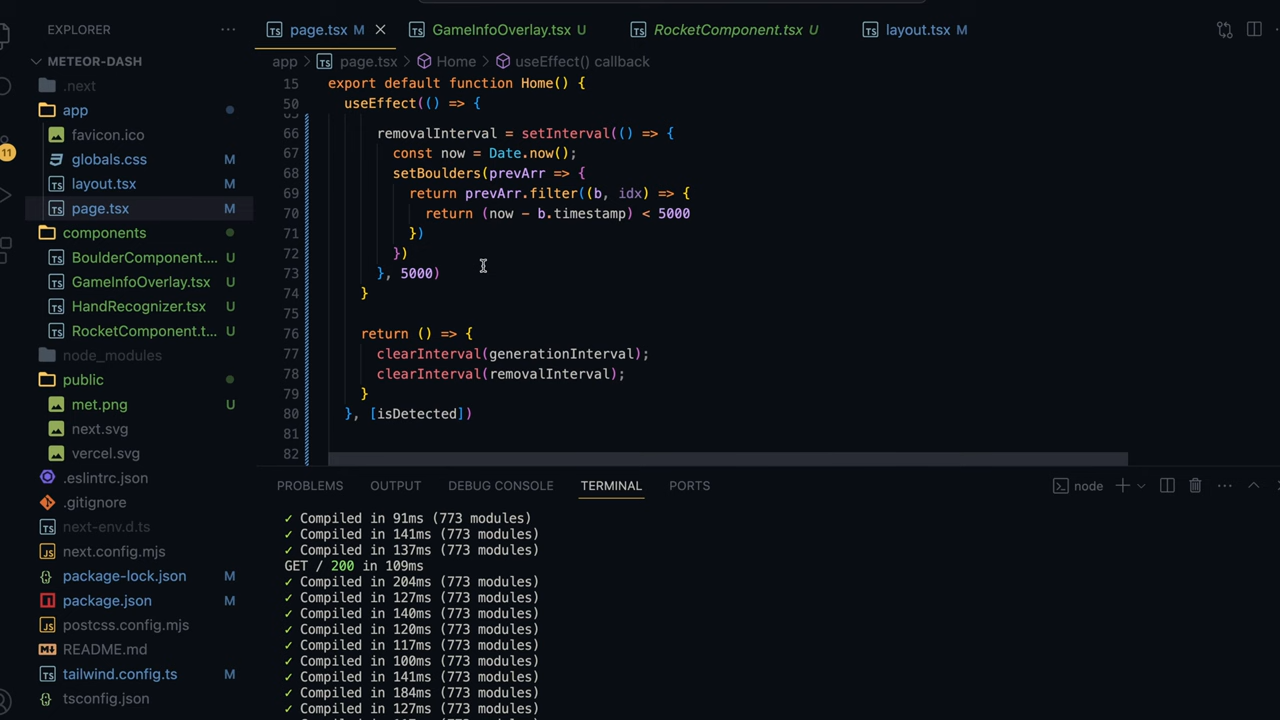 EXPLORER
METEOR-DASH
.next
app
favicon.ico
globals.css M
layout.tsx M
page.tsx M
components
BoulderComponent.... U
GameInfoOverlay.tsx U
HandRecognizer.tsx U
RocketComponent.t... U
node_modules
public
met.png U
next.svg
vercel.svg
.eslintrc.json
.gitignore
next-env.d.ts
next.config.mjs
package-lock.json M
package.json M
postcss.config.mjs
README.md
tailwind.config.ts M
tsconfig.json
11
page.tsx M GameInfoOverlay.tsx U RocketComponent.tsx U layout.tsx M
app > page.tsx > Home > useEffect() callback
15 export default function Home() {
50 useEffect(() => {
66 removalInterval = setInterval(() => {
67 const now = Date.now();
68 setBoulders(prevArr => {
69 return prevArr.filter((b, idx) => {
70 return (now - b.timestamp) < 5000
71 })
72 })
73 }, 5000)
74 }
75
76 return () => {
77 clearInterval(generationInterval);
78 clearInterval(removalInterval);
79 }
80 }, [isDetected])
81
82
PROBLEMS OUTPUT DEBUG CONSOLE TERMINAL PORTS node
✓ Compiled in 91ms (773 modules)
✓ Compiled in 141ms (773 modules)
✓ Compiled in 137ms (773 modules)
GET / 200 in 109ms
✓ Compiled in 204ms (773 modules)
✓ Compiled in 127ms (773 modules)
✓ Compiled in 140ms (773 modules)
✓ Compiled in 120ms (773 modules)
✓ Compiled in 117ms (773 modules)
✓ Compiled in 100ms (773 modules)
✓ Compiled in 141ms (773 modules)
✓ Compiled in 184ms (773 modules)
✓ Compiled in 127ms (773 modules)